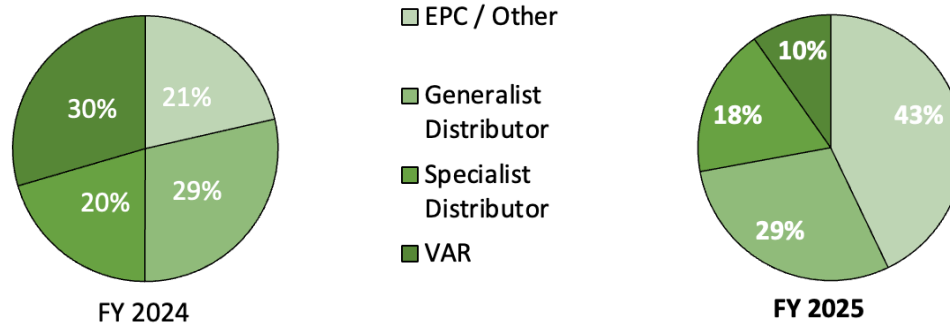 EPC / Other
Generalist
Distributor
Specialist
Distributor
VAR
30%
21%
20%
29%
FY 2024
10%
18%
43%
29%
FY 2025